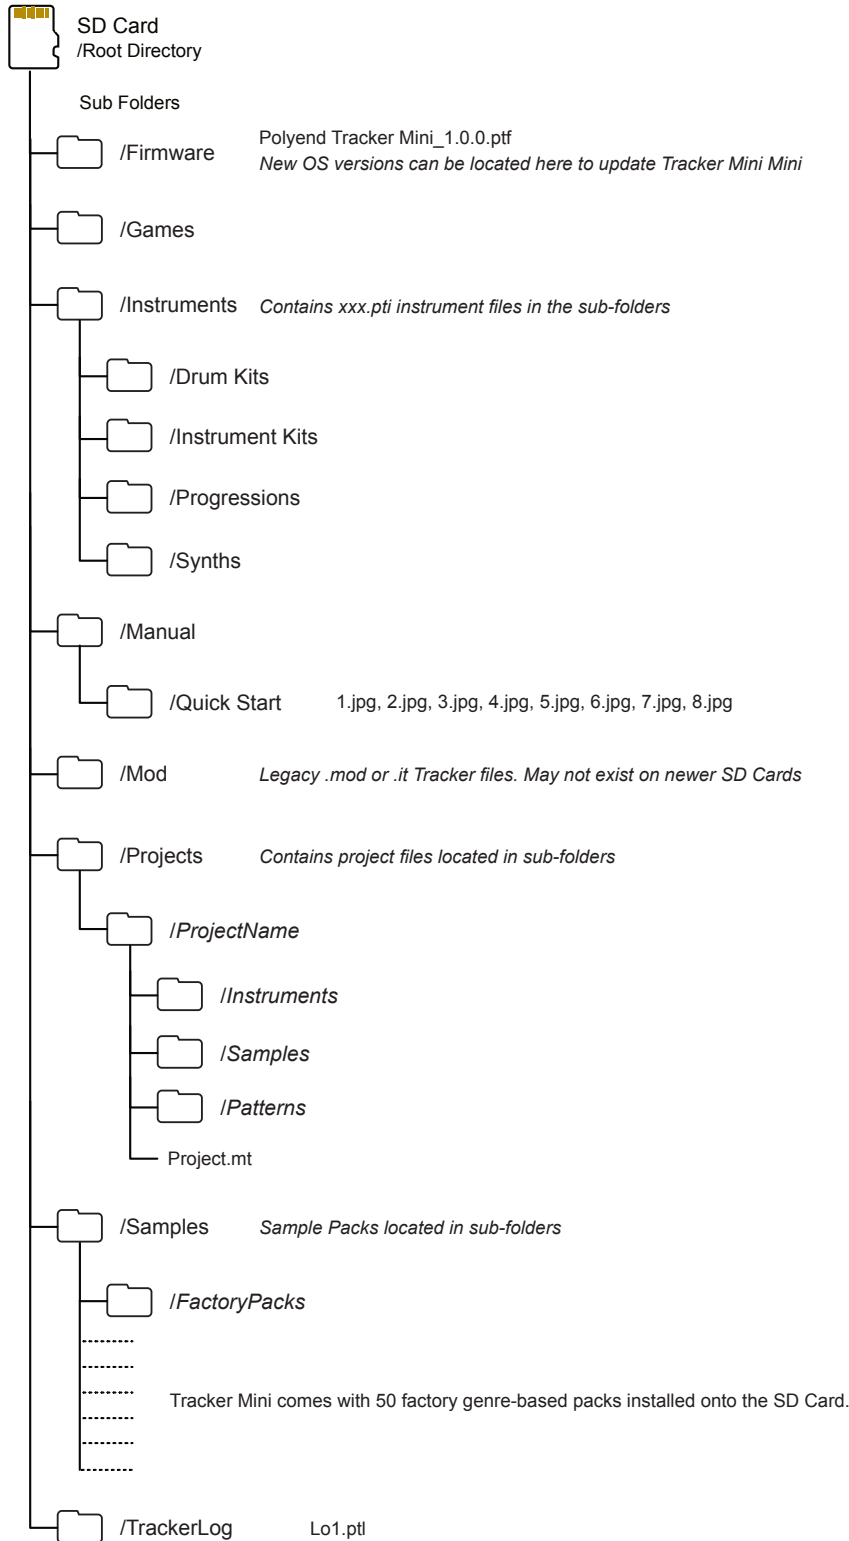 SD Card
/Root Directory
Sub Folders
/Firmware
Polyend Tracker Mini_1.0.0.ptf
New OS versions can be located here to update Tracker Mini Mini
/Games
/Instruments
Contains xxx.pti instrument files in the sub-folders
/Drum Kits
/Instrument Kits
/Progressions
/Synths
/Manual
/Quick Start
1.jpg, 2.jpg, 3.jpg, 4.jpg, 5.jpg, 6.jpg, 7.jpg, 8.jpg
/Mod
Legacy .mod or .it Tracker files. May not exist on newer SD Cards
/Projects
Contains project files located in sub-folders
/ProjectName
/Instruments
/Samples
/Patterns
Project.mt
/Samples
Sample Packs located in sub-folders
/FactoryPacks
Tracker Mini comes with 50 factory genre-based packs installed onto the SD Card.
/TrackerLog
Lo1.ptl